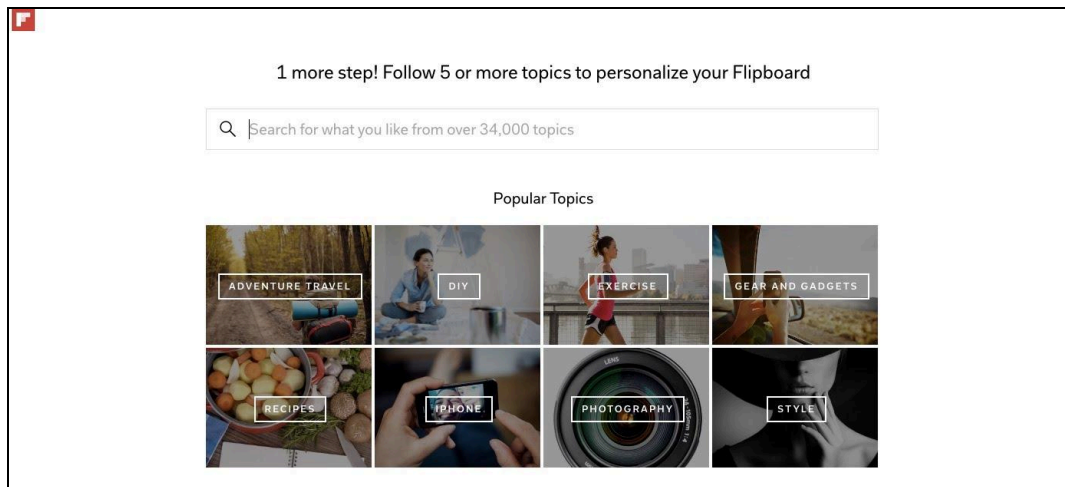 1 more step! Follow 5 or more topics to personalize your Flipboard
Search for what you like from over 34,000 topics
Popular Topics
ADVENTURE TRAVEL
DIY
EXERCISE
GEAR AND GADGETS
RECIPES
IPHONE
PHOTOGRAPHY
STYLE
LENS